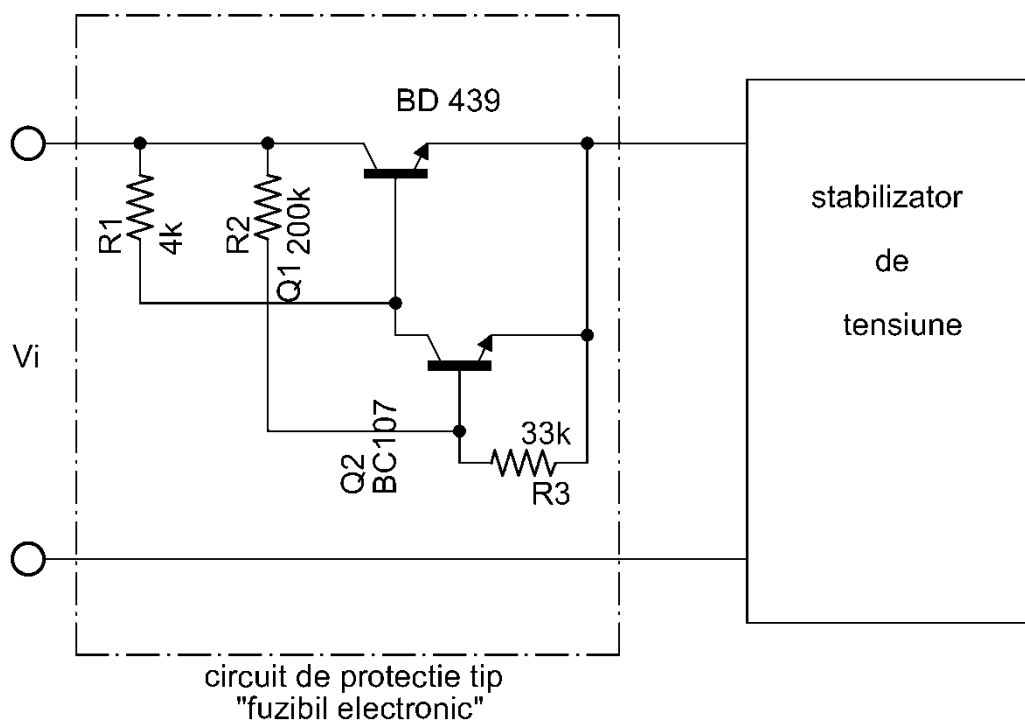 BD 439
R1
4k
R2
200k
Q1
stabilizator
de
tensiune
Vi
Q2
BC107
33k
R3
circuit de protectie tip
"fuzibil electronic"